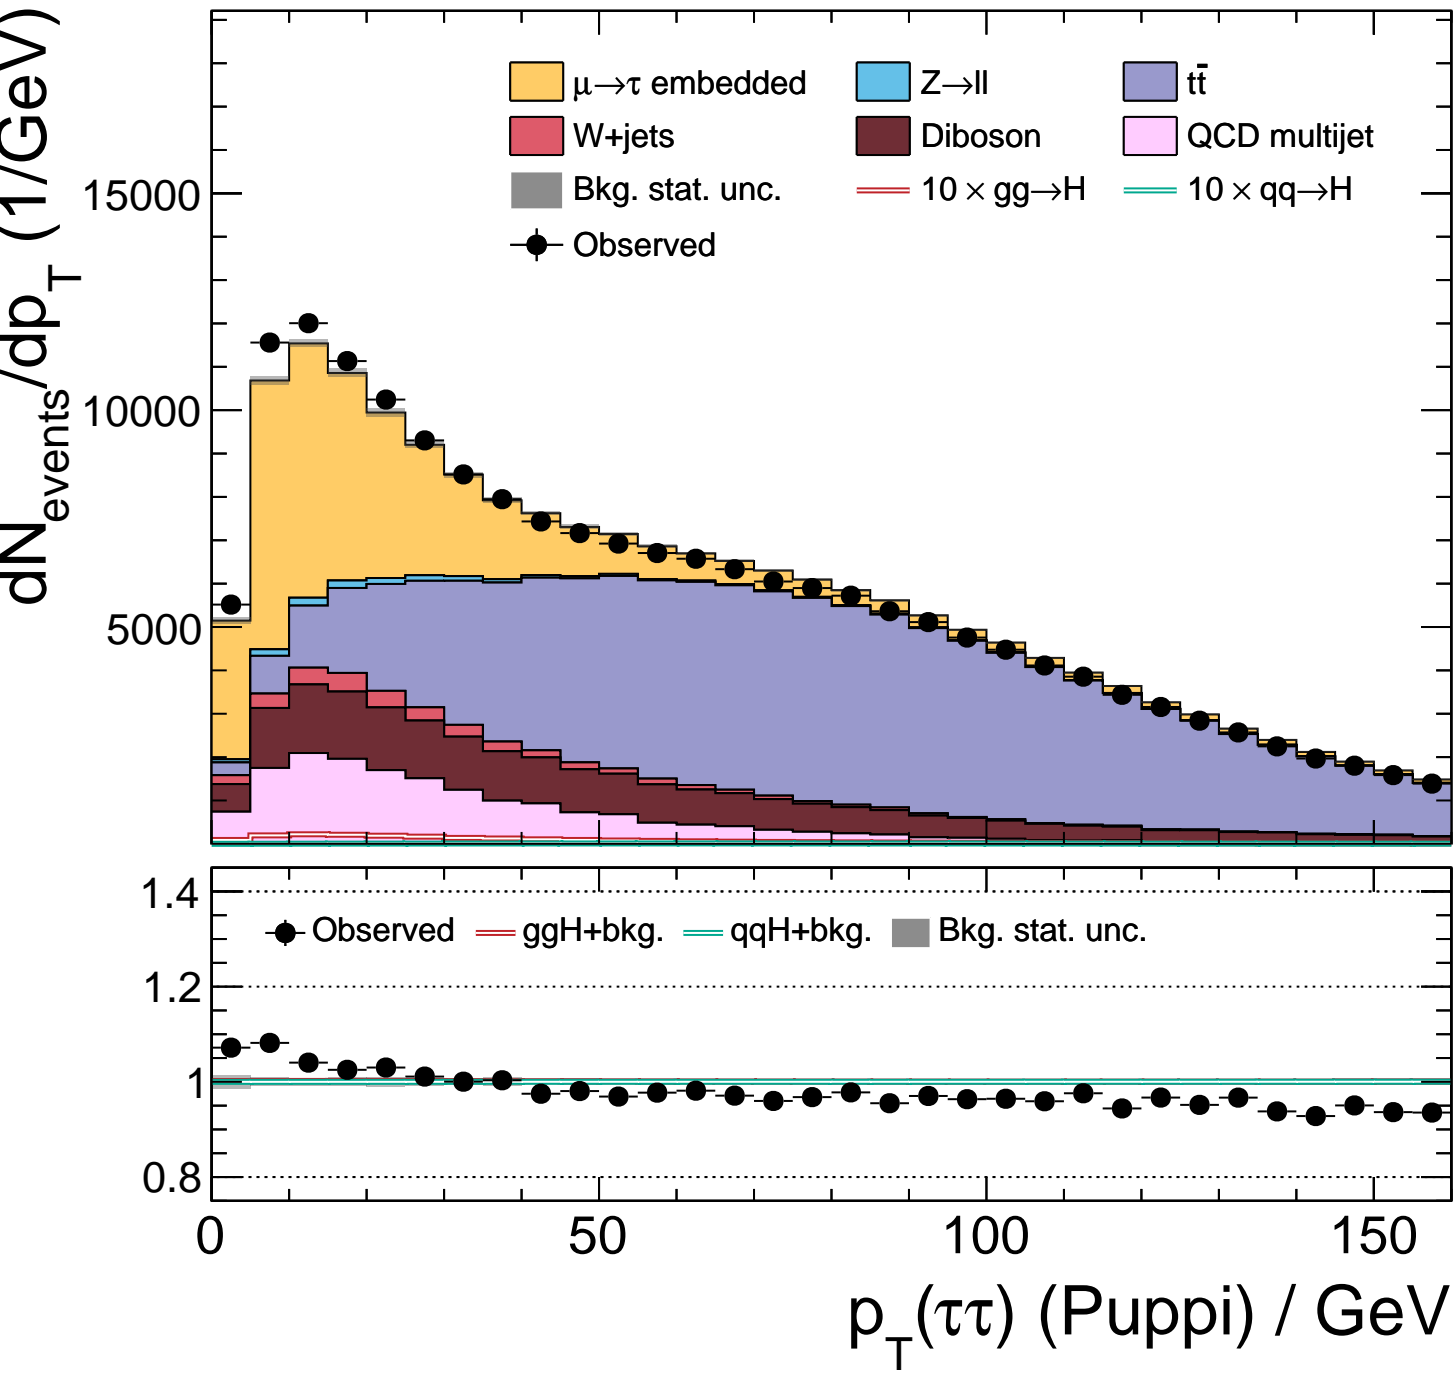 dN_events/dp_T (1/GeV)
μ→τ embedded Z→ll tt̄
W+jets Diboson QCD multijet
Bkg. stat. unc. 10 × gg→H 10 × qq→H
Observed
15000
10000
5000
1.4
Observed ggH+bkg. qqH+bkg. Bkg. stat. unc.
1.2
1
0.8
0 50 100 150
p_T(ττ) (Puppi) / GeV